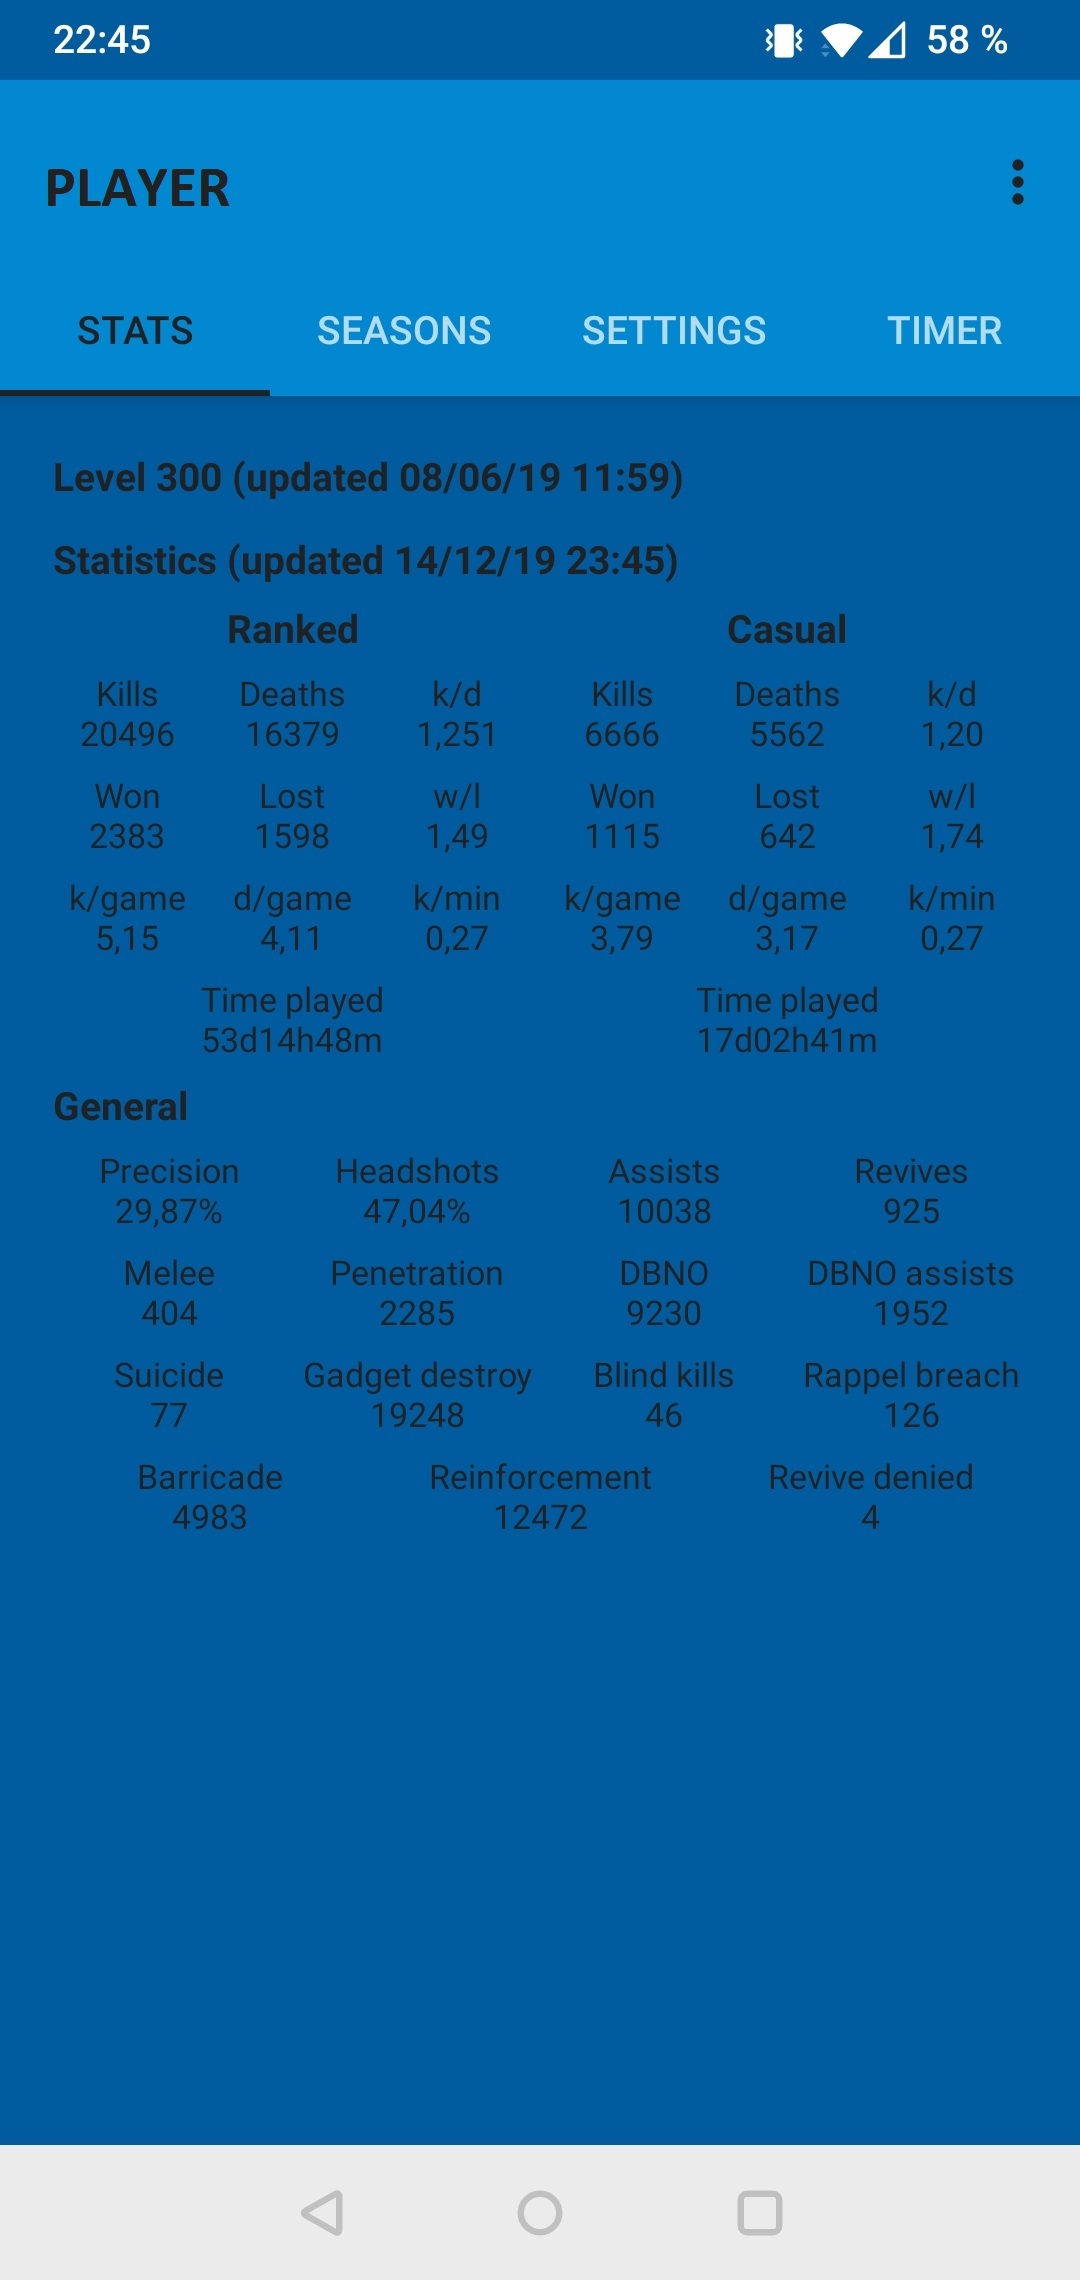 22:45 58 %
PLAYER
STATS SEASONS SETTINGS TIMER
Level 300 (updated 08/06/19 11:59)
Statistics (updated 14/12/19 23:45)
Ranked Casual
Kills Deaths k/d Kills Deaths k/d
20496 16379 1,251 6666 5562 1,20
Won Lost w/l Won Lost w/l
2383 1598 1,49 1115 642 1,74
k/game d/game k/min k/game d/game k/min
5,15 4,11 0,27 3,79 3,17 0,27
Time played Time played
53d14h48m 17d02h41m
General
Precision Headshots Assists Revives
29,87% 47,04% 10038 925
Melee Penetration DBNO DBNO assists
404 2285 9230 1952
Suicide Gadget destroy Blind kills Rappel breach
77 19248 46 126
Barricade Reinforcement Revive denied
4983 12472 4